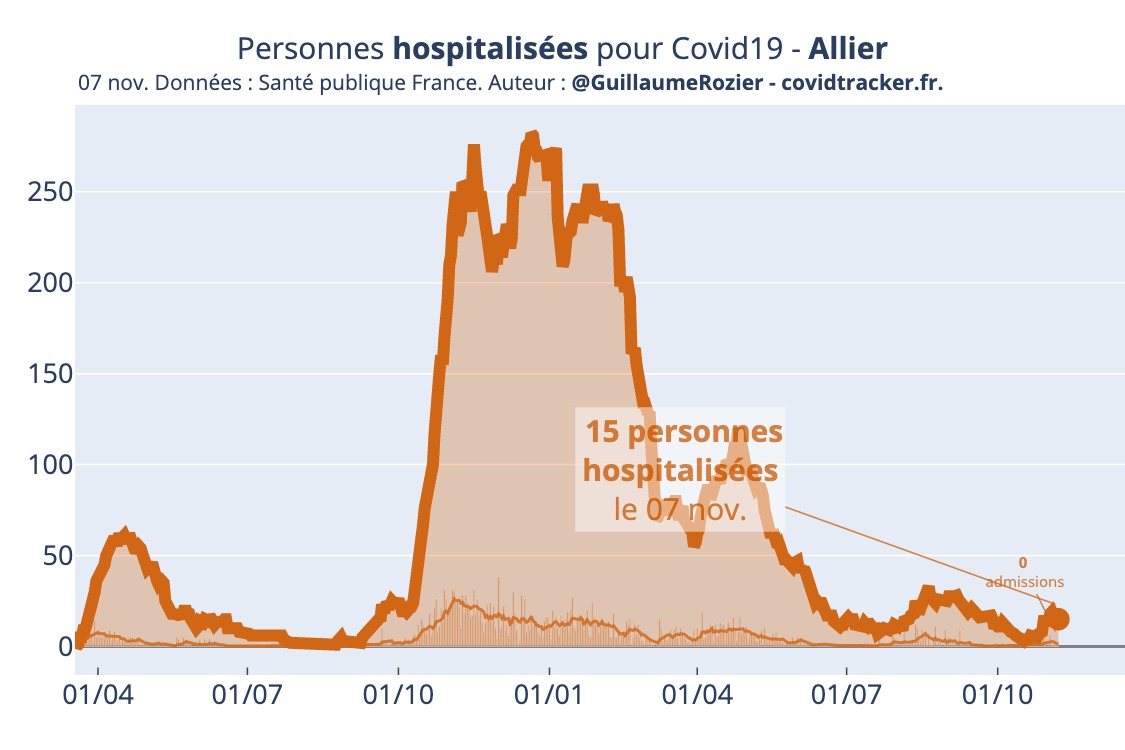 Personnes hospitalisées pour Covid19 - Allier
07 nov. Données : Santé publique France. Auteur : @GuillaumeRozier - covidtracker.fr.
250
200
150
100
50
0
15 personnes
hospitalisées
le 07 nov.
0
admissions
01/04 01/07 01/10 01/01 01/04 01/07 01/10